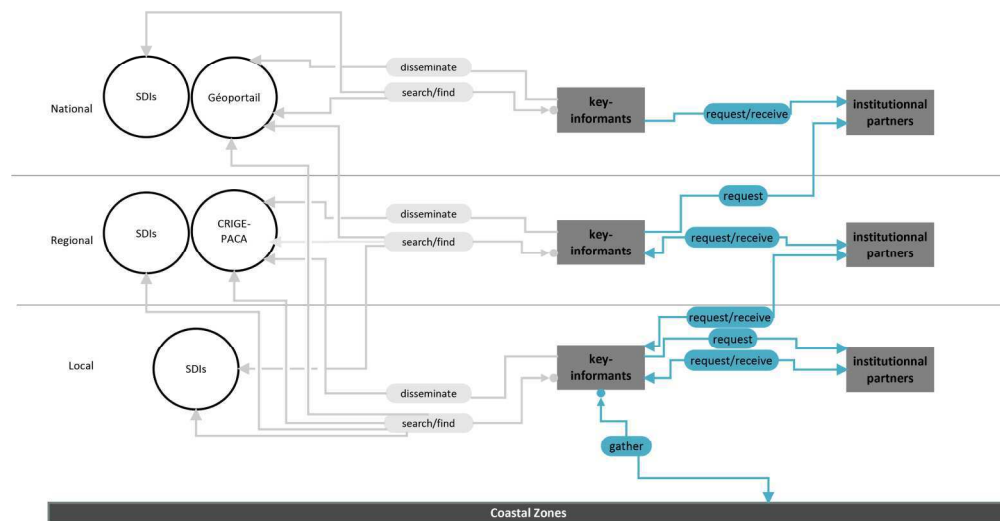 disseminate
search/find
National
SDIs
Géoportail
key-
informants
request/receive
institutionnal
partners
request
Regional
SDIs
CRIGE-
PACA
disseminate
search/find
key-
informants
request/receive
institutionnal
partners
request/receive
request
request/receive
Local
SDIs
key-
informants
institutionnal
partners
disseminate
search/find
gather
Coastal Zones